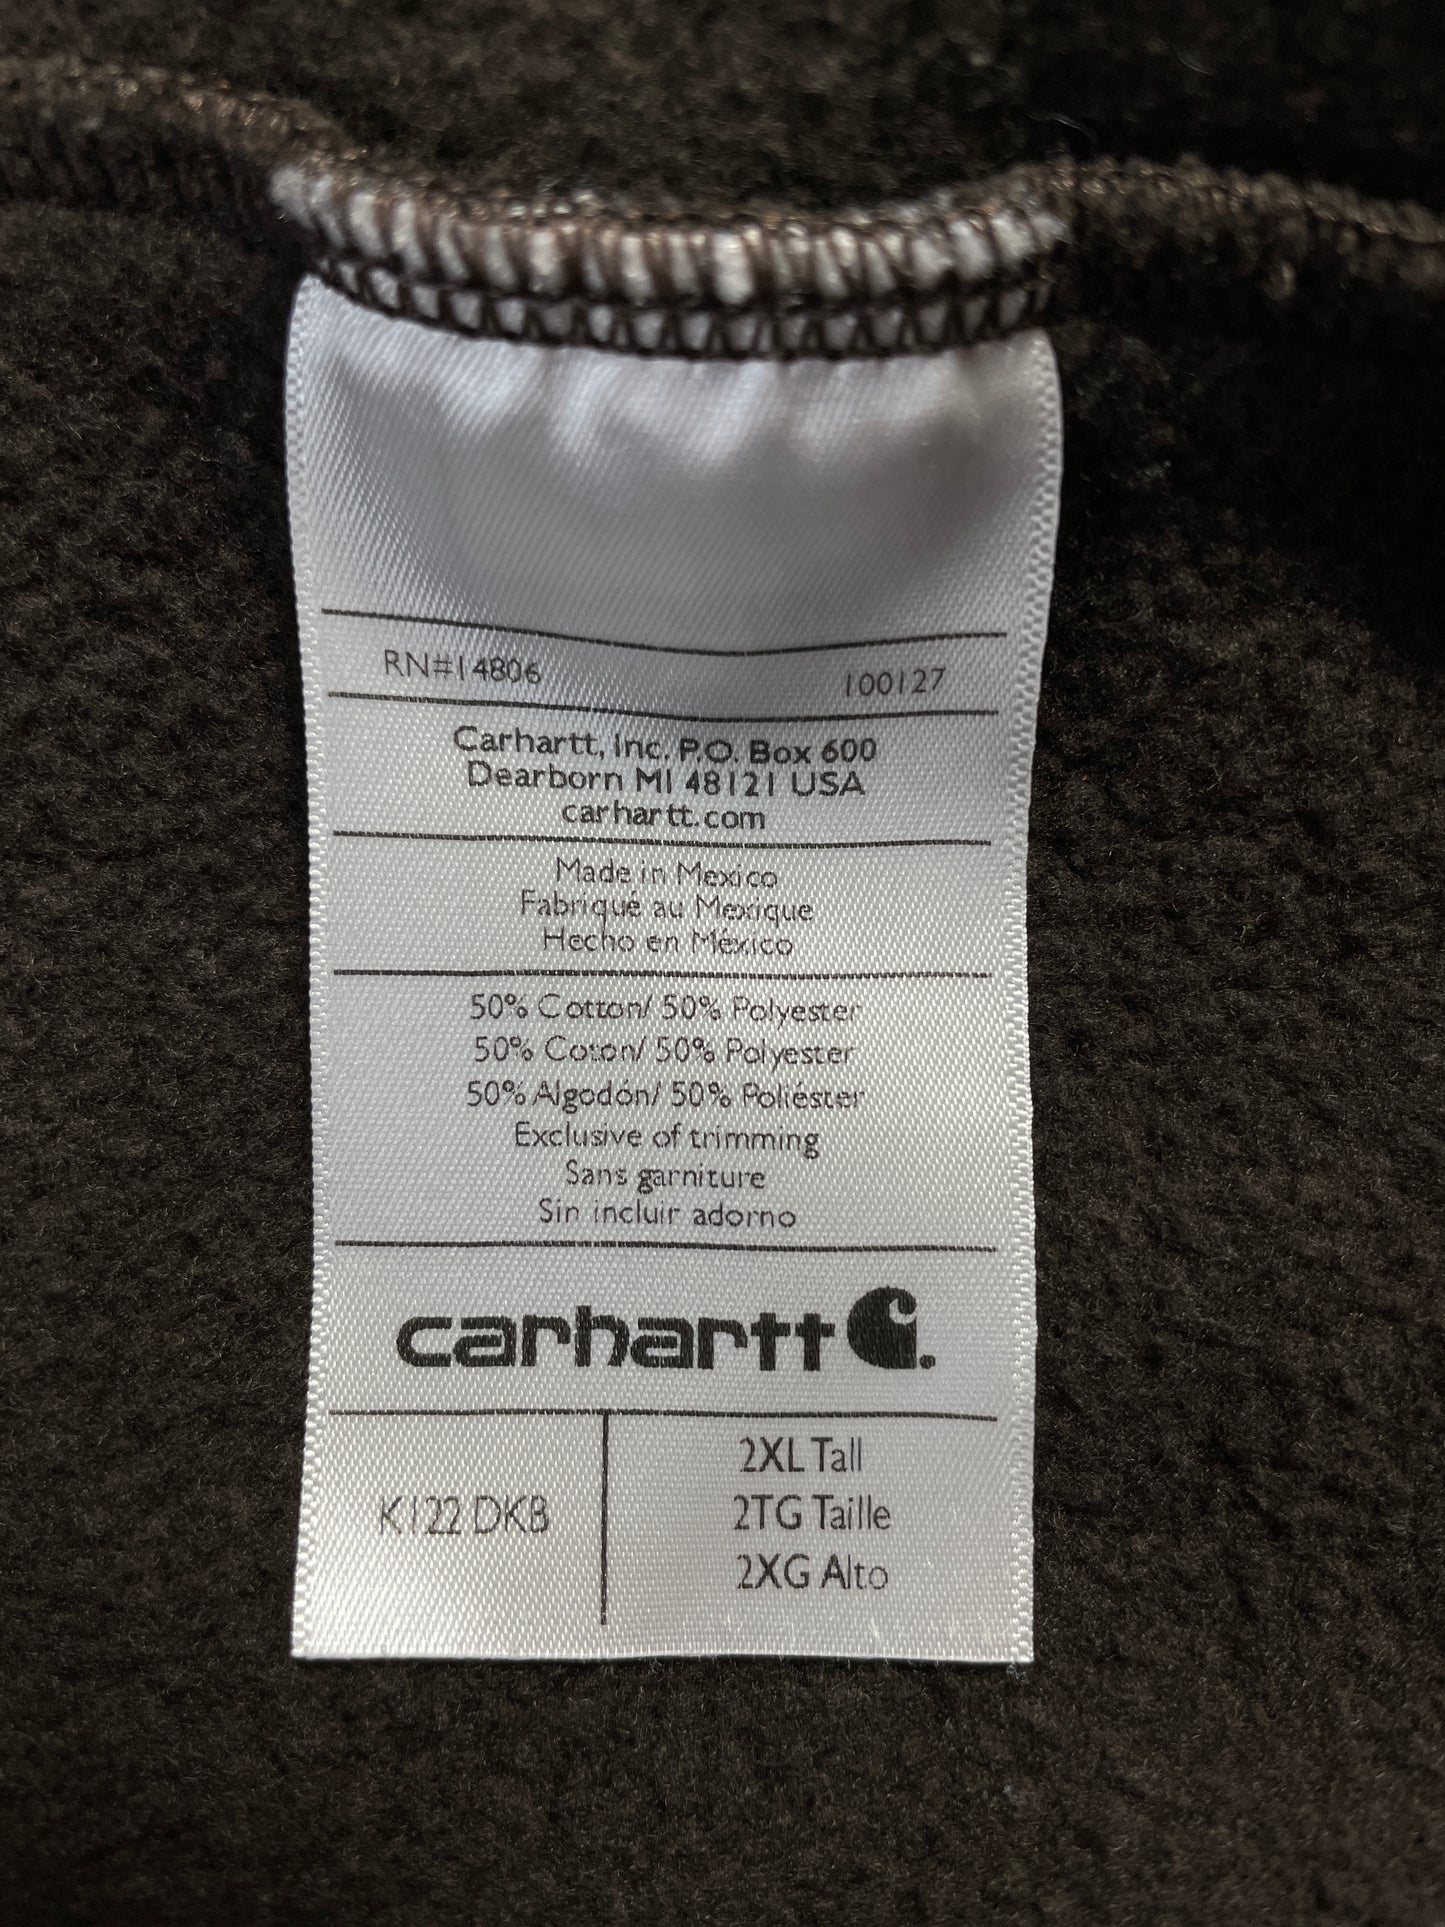 RN#14806 100127
Carhartt, Inc. P.O. Box 600
Dearborn MI 48121 USA
carhartt.com
Made in Mexico
Fabriqué au Mexique
Hecho en México
50% Cotton/ 50% Polyester
50% Coton/ 50% Polyester
50% Algodón/ 50% Poliéster
Exclusive of trimming
Sans garniture
Sin incluir adorno
carhartt
K122 DKB
2XL Tall
2TG Taille
2XG Alto